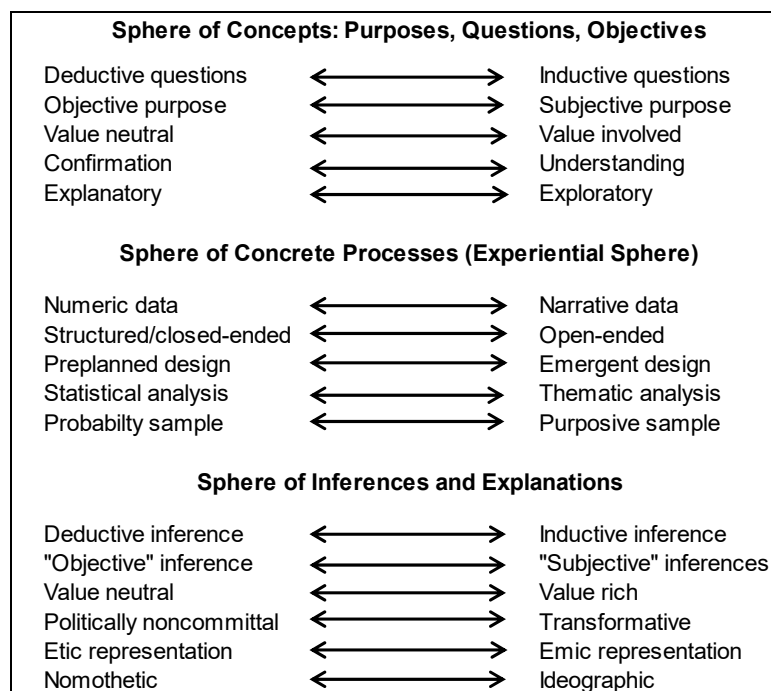 Sphere of Concepts: Purposes, Questions, Objectives
Deductive questions Inductive questions
Objective purpose Subjective purpose
Value neutral Value involved
Confirmation Understanding
Explanatory Exploratory
Sphere of Concrete Processes (Experiential Sphere)
Numeric data Narrative data
Structured/closed-ended Open-ended
Preplanned design Emergent design
Statistical analysis Thematic analysis
Probabilty sample Purposive sample
Sphere of Inferences and Explanations
Deductive inference Inductive inference
"Objective" inference "Subjective" inferences
Value neutral Value rich
Politically noncommittal Transformative
Etic representation Emic representation
Nomothetic Ideographic